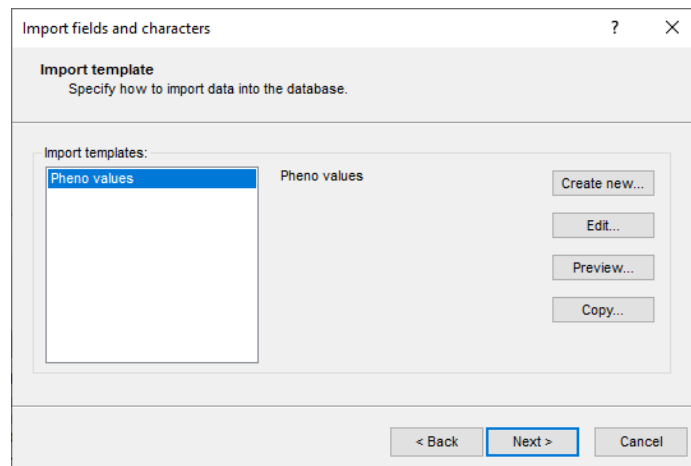 Import fields and characters
?
Import template
Specify how to import data into the database.
Import templates:
Pheno values
Pheno values
Create new...
Edit...
Preview...
Copy...
< Back
Next >
Cancel